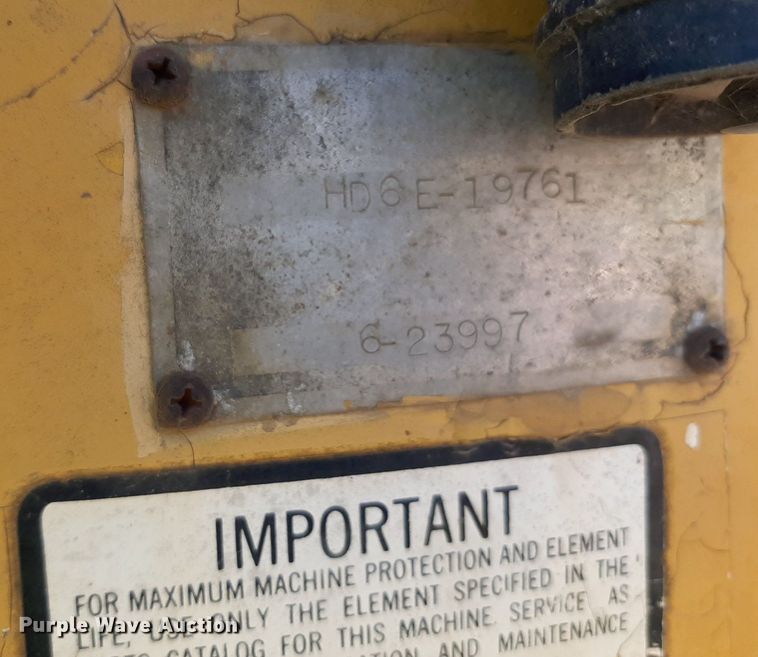 HD6E-19761
6-23997
IMPORTANT
FOR MAXIMUM MACHINE PROTECTION AND ELEMENT
LIFE, USE ONLY THE ELEMENT SPECIFIED IN THE
CATALOG FOR THIS MACHINE. SERVICE AS
AND MAINTENANCE
Purple Wave Auction